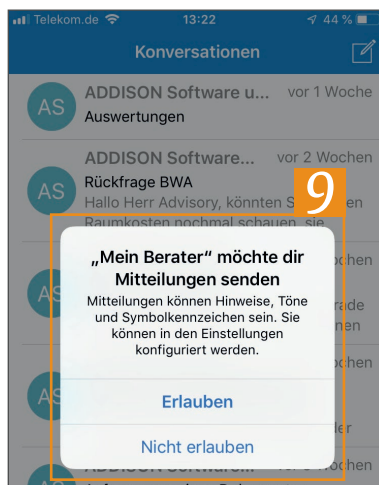 Telekom.de 13:22 44 %
Konversationen
AS ADDISON Software u... vor 1 Woche
Auswertungen
AS ADDISON Software... vor 2 Wochen
Rückfrage BWA
Hallo Herr Advisory, könnten S en
Raumkosten nochmal schauen, sie
9
„Mein Berater“ möchte dir
Mitteilungen senden
Mitteilungen können Hinweise, Töne
und Symbolkennzeichen sein. Sie
können in den Einstellungen
konfiguriert werden.
Erlauben
Nicht erlauben